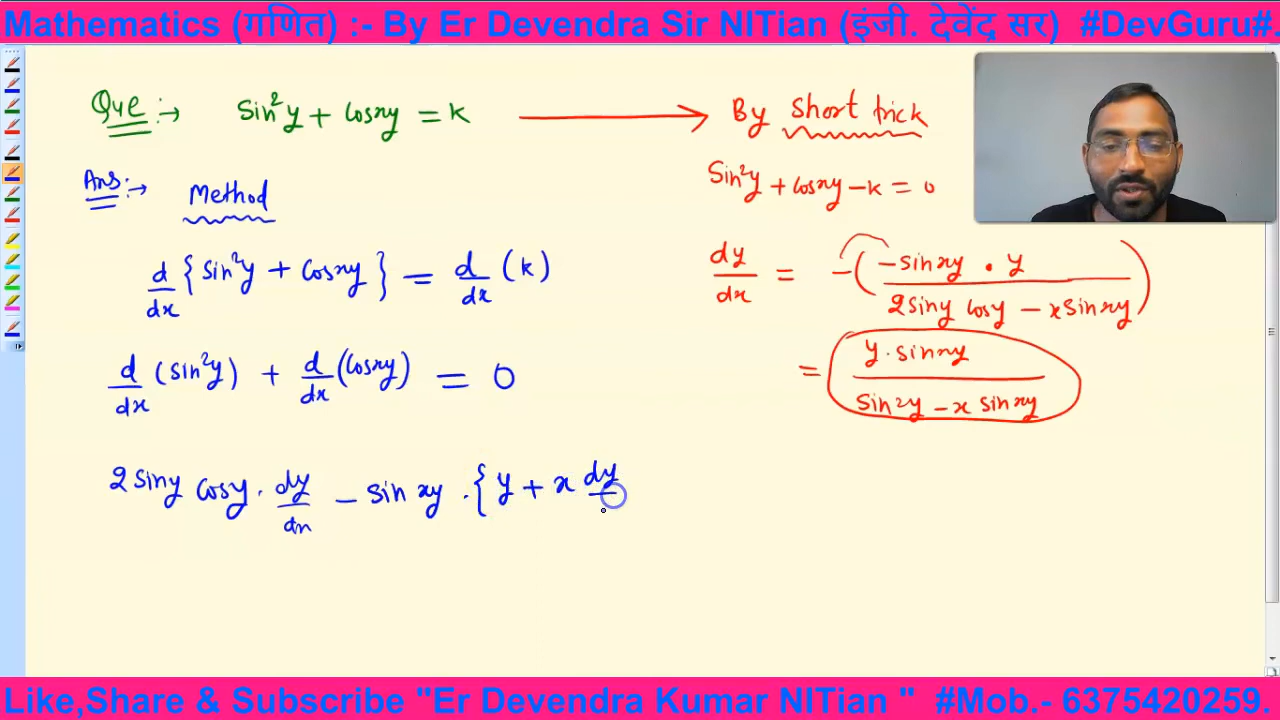 Mathematics (गणित) :- By Er Devendra Sir NITian (इंजी. देवेंद्र सर) #DevGuru#.
Que :→ Sin²y + Cosxy = K → By Short trick
Ans :→ Method
Sin²y + Cosxy - K = 0
d/dx {Sin²y + Cosxy} = d/dx (K)
dy/dx = -(-sinxy · y / 2Siny Cosy - xSinxy)
d/dx (Sin²y) + d/dx (Cosxy) = 0
= y·sinxy / Sin2y - x sinxy
2 Siny Cosy · dy/dx - Sin xy · {y + x dy
Like,Share & Subscribe "Er Devendra Kumar NITian " #Mob.- 6375420259.